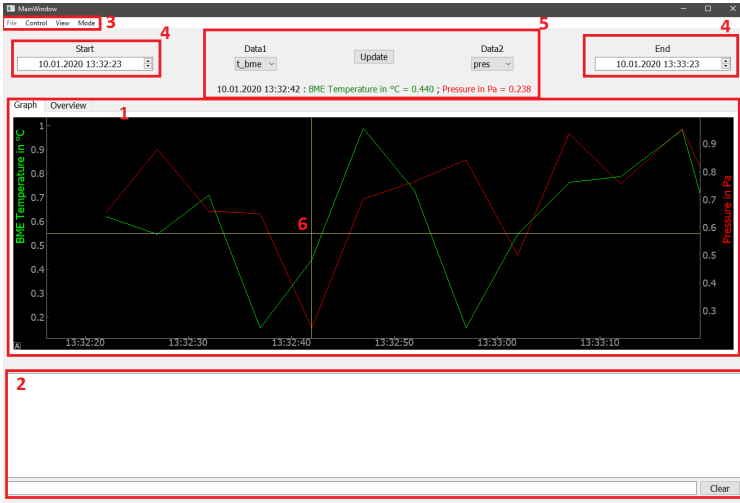 MainWindow
File Control View Mode 3
4
5
4
Start
Data1
Data2
End
10.01.2020 13:32:23
t_bme
Update
pres
10.01.2020 13:33:23
10.01.2020 13:32:42 : BME Temperature in °C = 0.440 ; Pressure in Pa = 0.238
Graph Overview
1
BME Temperature in °C
1
0.9
0.8
0.7
0.6
0.5
0.4
0.3
0.2
6
0.9
0.8
0.7
0.6
0.5
0.4
0.3
Pressure in Pa
A
13:32:20 13:32:30 13:32:40 13:32:50 13:33:00 13:33:10
2
Clear